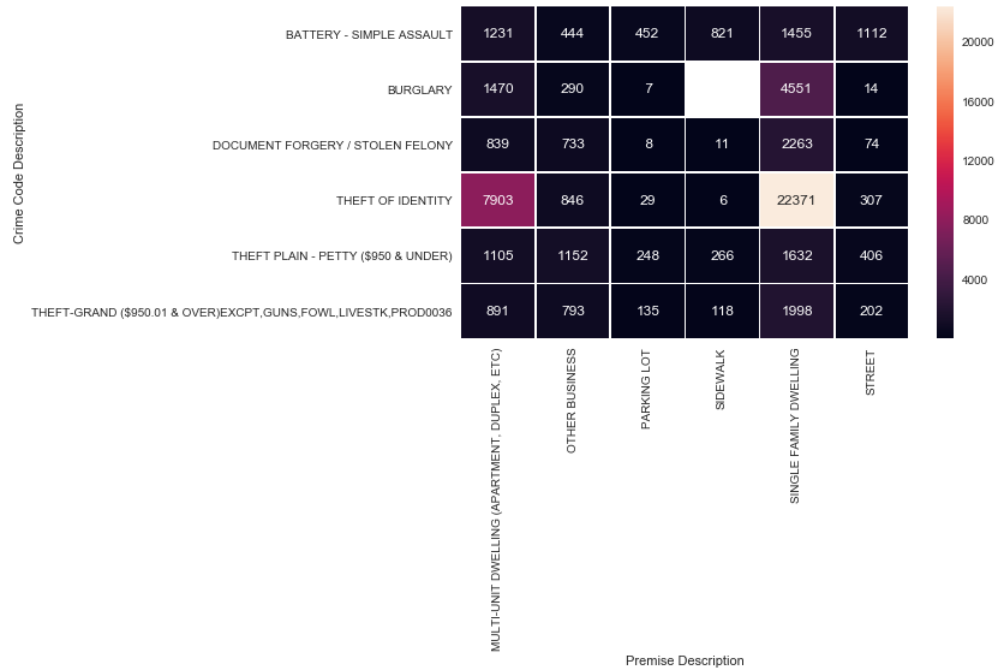 BATTERY - SIMPLE ASSAULT 1231 444 452 821 1455 1112
BURGLARY 1470 290 7 4551 14
DOCUMENT FORGERY / STOLEN FELONY 839 733 8 11 2263 74
THEFT OF IDENTITY 7903 846 29 6 22371 307
THEFT PLAIN - PETTY ($950 & UNDER) 1105 1152 248 266 1632 406
THEFT-GRAND ($950.01 & OVER)EXCPT,GUNS,FOWL,LIVESTK,PROD0036 891 793 135 118 1998 202
Crime Code Description
MULTI-UNIT DWELLING (APARTMENT, DUPLEX, ETC)
OTHER BUSINESS
PARKING LOT
SIDEWALK
SINGLE FAMILY DWELLING
STREET
Premise Description
20000
16000
12000
8000
4000